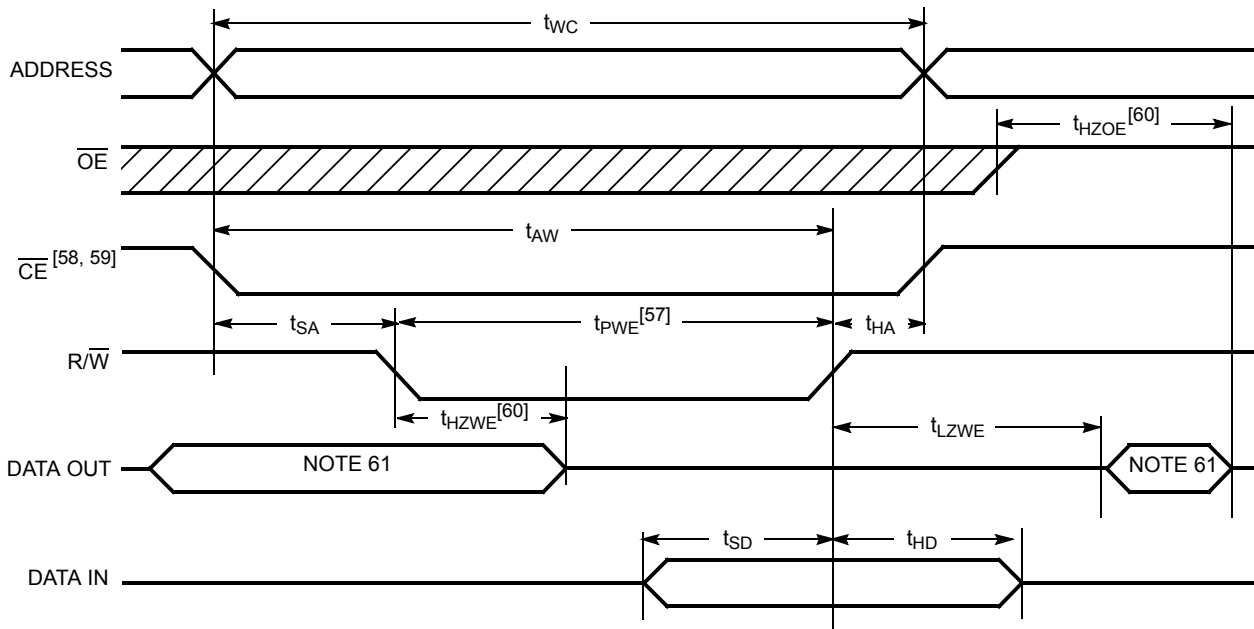 tWC
ADDRESS
tHZOE[60]
OE
tAW
CE [58, 59]
tSA
tPWE[57]
tHA
R/W
tHZWE[60]
tLZWE
DATA OUT
NOTE 61
NOTE 61
tSD
tHD
DATA IN